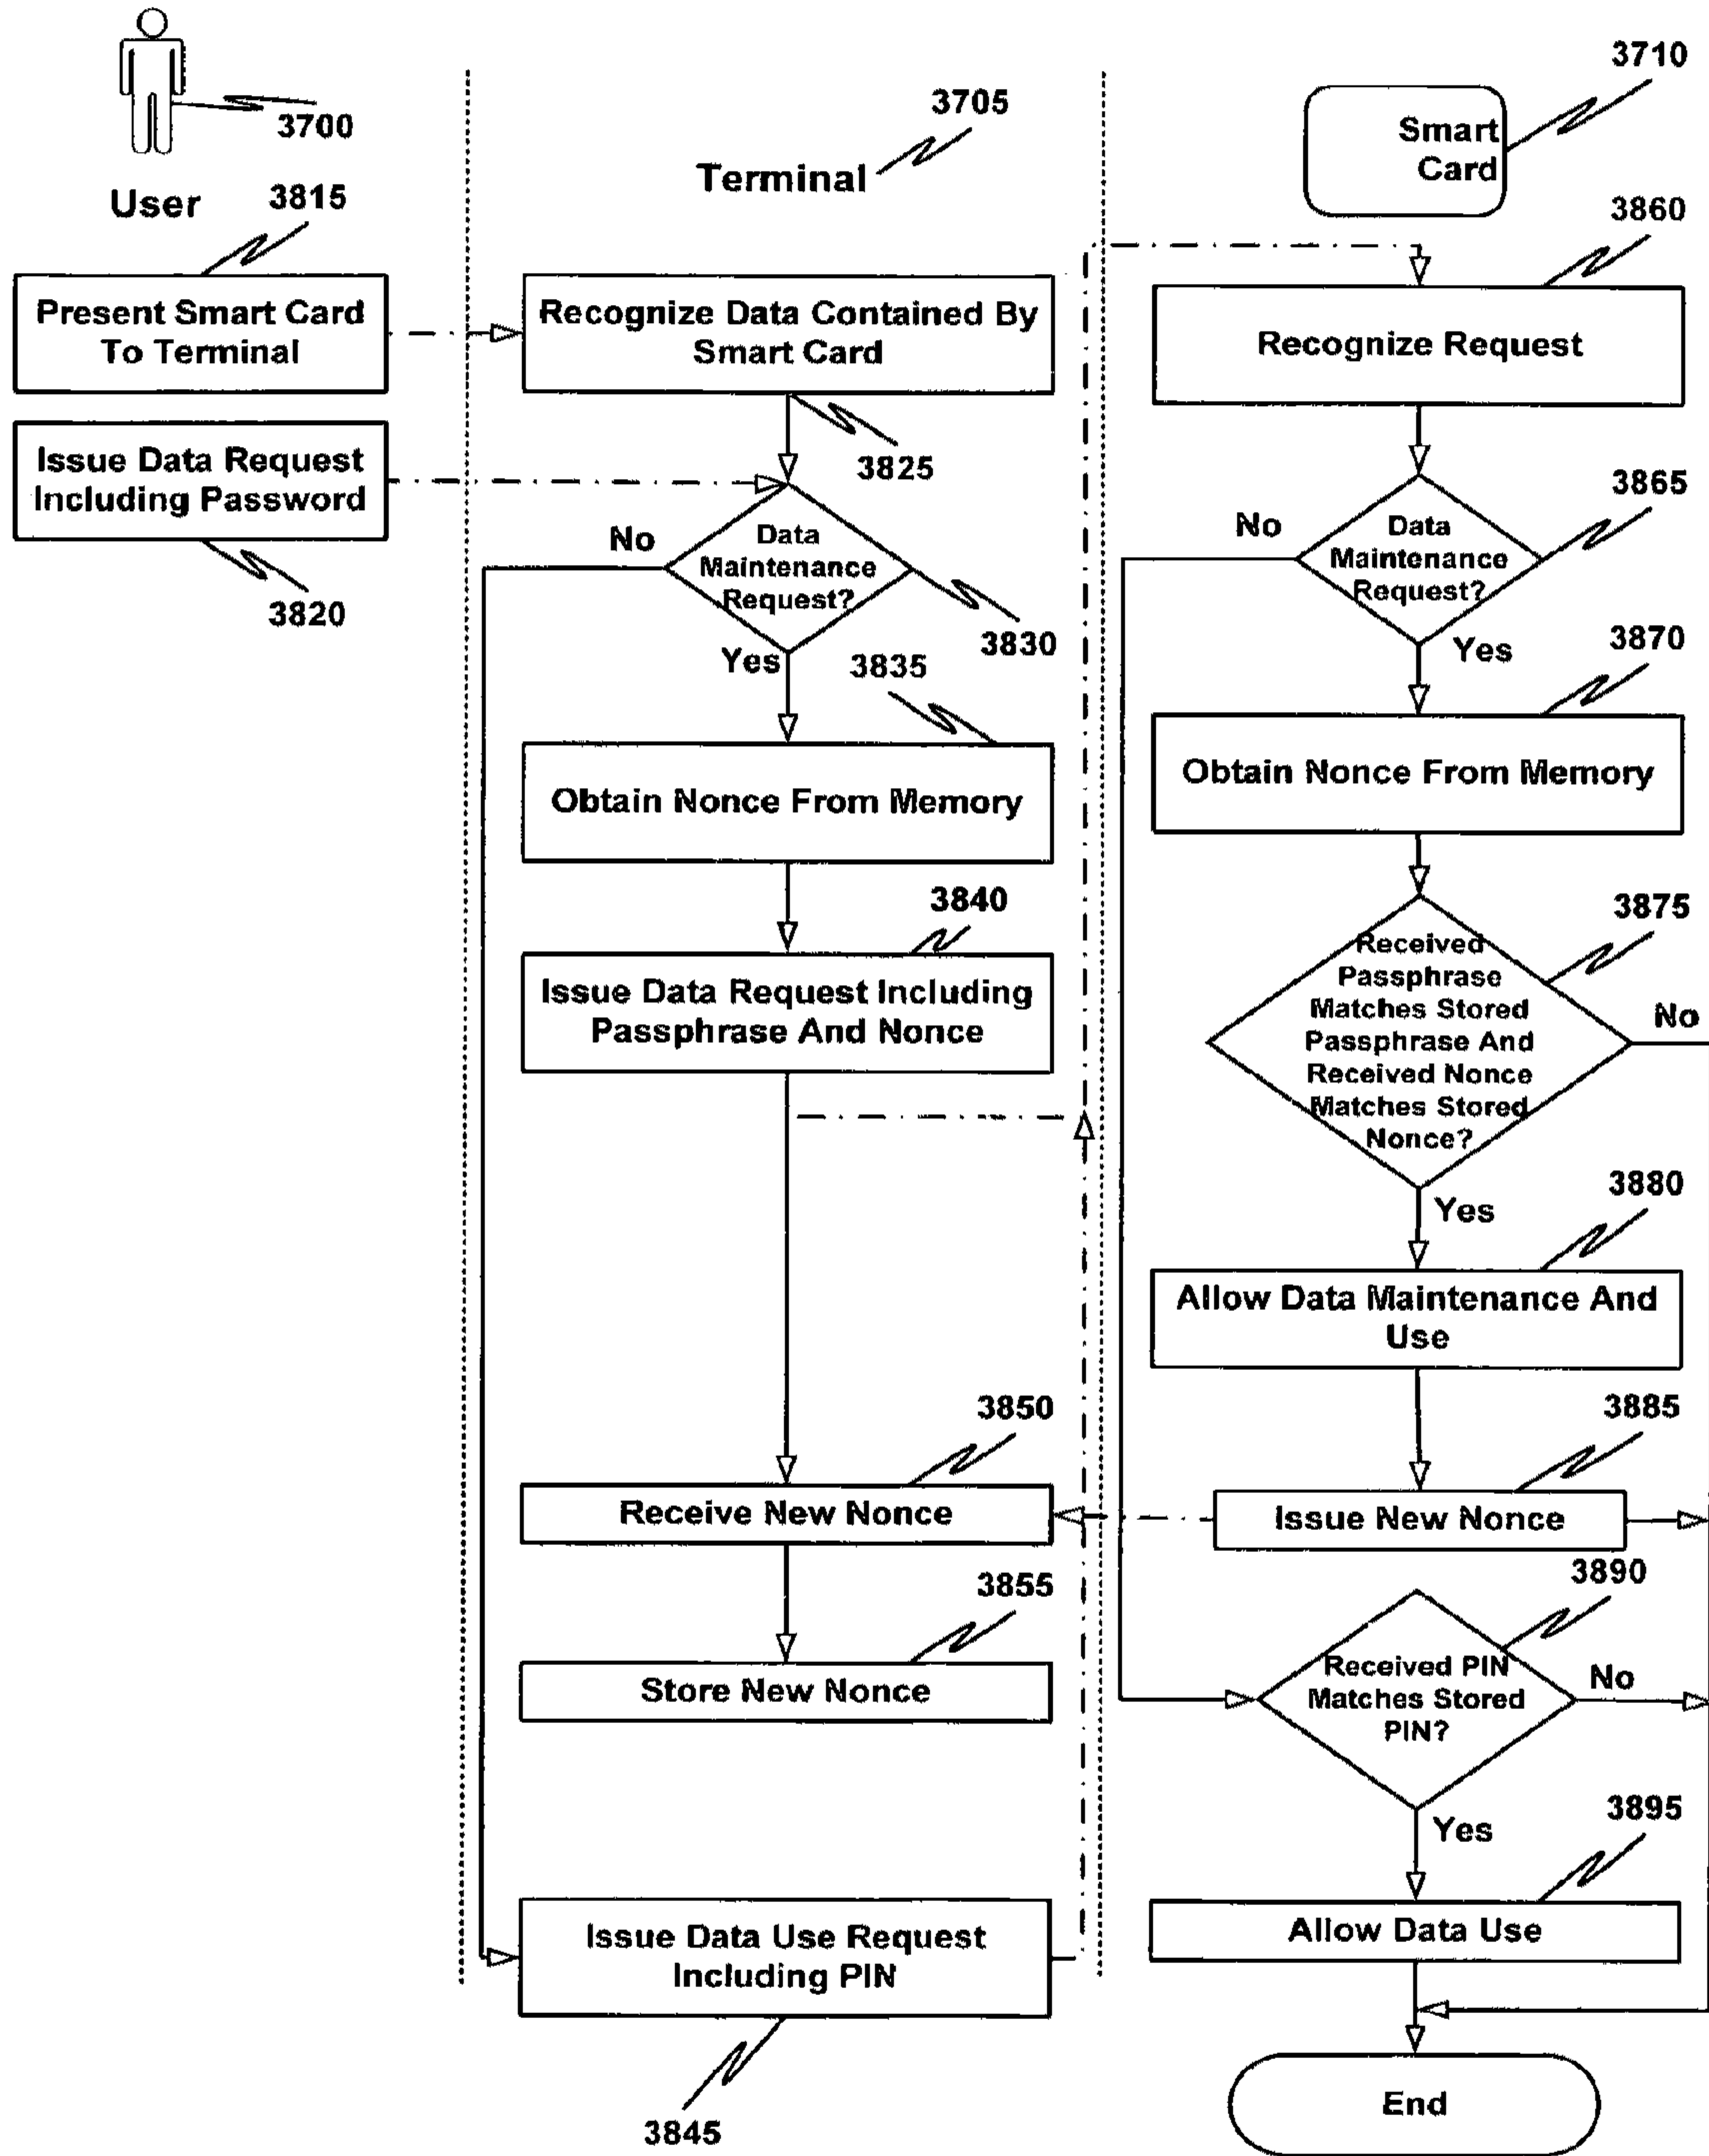 3700
User
3705
Terminal
3710
Smart
Card
3815
Present Smart Card
To Terminal
Issue Data Request
Including Password
3820
Recognize Data Contained By
Smart Card
3825
Data
Maintenance
Request?
No
Yes
3830
3835
Obtain Nonce From Memory
3840
Issue Data Request Including
Passphrase And Nonce
3850
Receive New Nonce
3855
Store New Nonce
Issue Data Use Request
Including PIN
3845
3860
Recognize Request
3865
No
Data
Maintenance
Request?
Yes
3870
Obtain Nonce From Memory
3875
Received
Passphrase
Matches Stored
Passphrase And
Received Nonce
Matches Stored
Nonce?
No
Yes
3880
Allow Data Maintenance And
Use
3885
Issue New Nonce
3890
Received PIN
Matches Stored
PIN?
No
Yes
3895
Allow Data Use
End